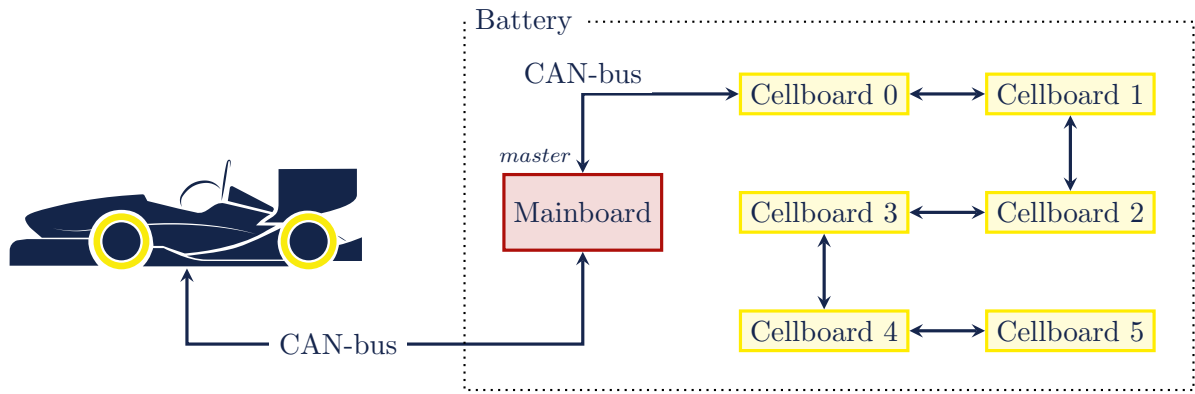 Battery
CAN-bus
Cellboard 0
Cellboard 1
master
Mainboard
Cellboard 3
Cellboard 2
CAN-bus
Cellboard 4
Cellboard 5